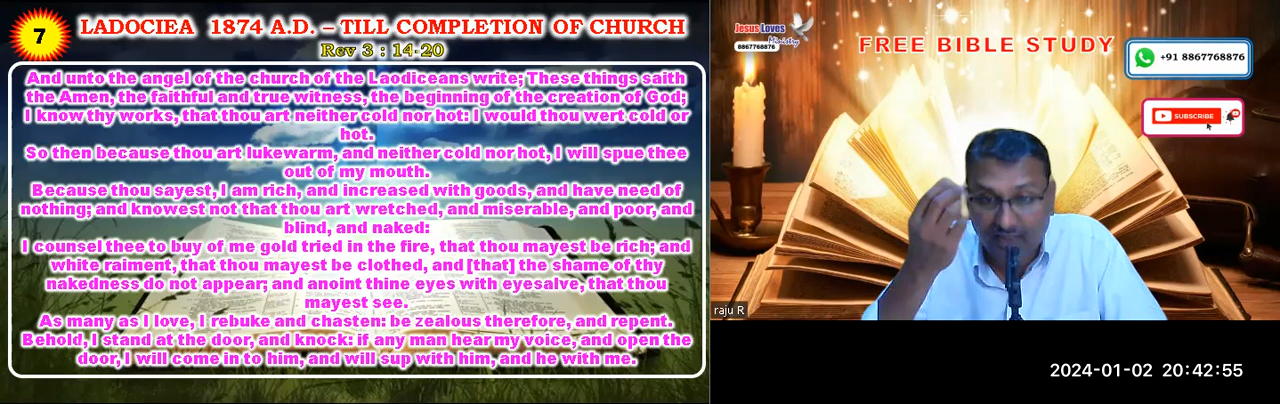 7
LADOCIEA 1874 A.D. – TILL COMPLETION OF CHURCH
Rev 3 : 14-20
And unto the angel of the church of the Laodiceans write; These things saith
the Amen, the faithful and true witness, the beginning of the creation of God;
I know thy works, that thou art neither cold nor hot: I would thou wert cold or
hot.
So then because thou art lukewarm, and neither cold nor hot, I will spue thee
out of my mouth.
Because thou sayest, I am rich, and increased with goods, and have need of
nothing; and knowest not that thou art wretched, and miserable, and poor, and
blind, and naked:
I counsel thee to buy of me gold tried in the fire, that thou mayest be rich; and
white raiment, that thou mayest be clothed, and [that] the shame of thy
nakedness do not appear; and anoint thine eyes with eyesalve, that thou
mayest see.
As many as I love, I rebuke and chasten: be zealous therefore, and repent.
Behold, I stand at the door, and knock: if any man hear my voice, and open the
door, I will come in to him, and will sup with him, and he with me.
Jesus Loves
Ministry
8867768876
FREE BIBLE STUDY
+91 8867768876
SUBSCRIBE
raju R
2024-01-02 20:42:55